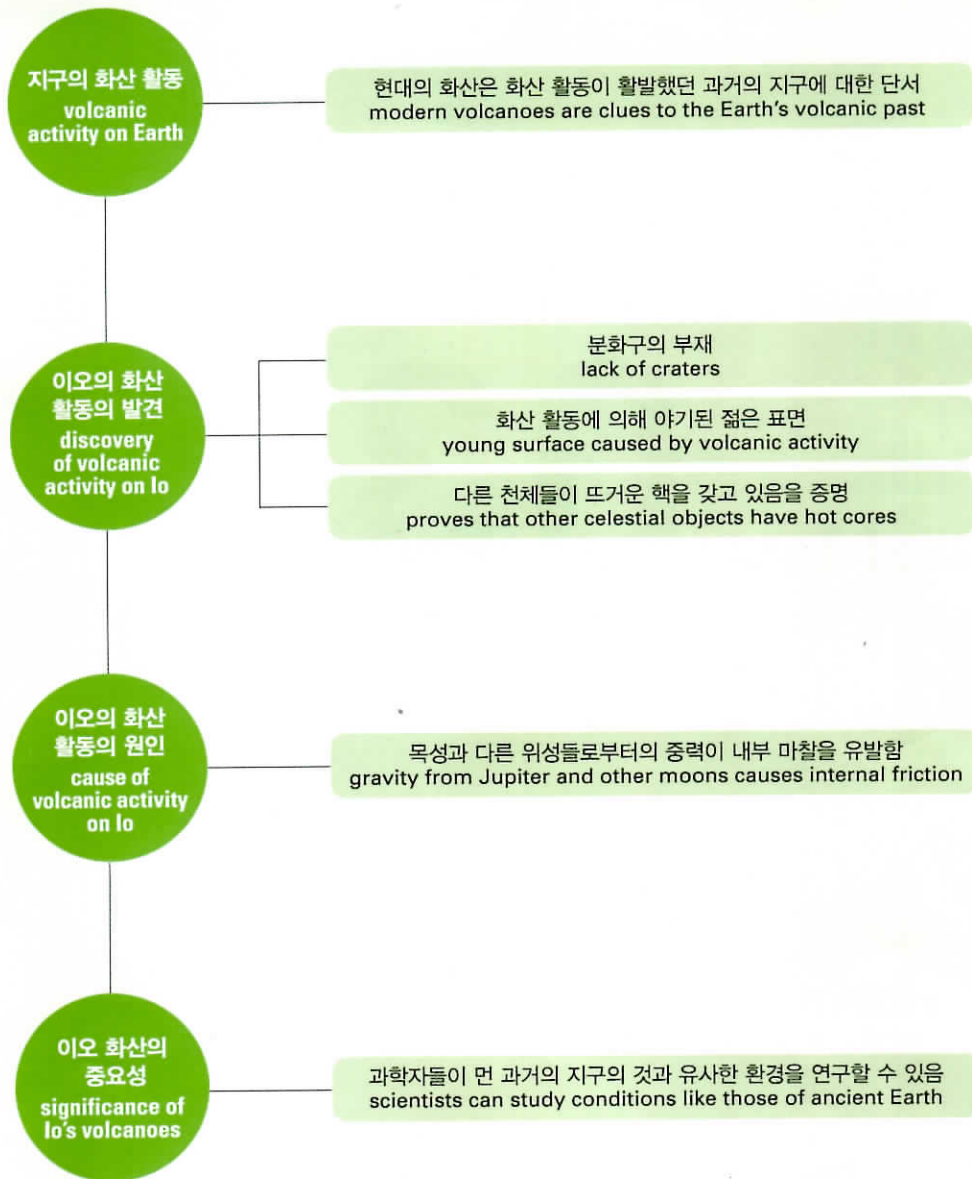 지구의 화산 활동
volcanic
activity on Earth
현대의 화산은 화산 활동이 활발했던 과거의 지구에 대한 단서
modern volcanoes are clues to the Earth's volcanic past
이오의 화산
활동의 발견
discovery
of volcanic
activity on Io
분화구의 부재
lack of craters
화산 활동에 의해 야기된 젊은 표면
young surface caused by volcanic activity
다른 천체들이 뜨거운 핵을 갖고 있음을 증명
proves that other celestial objects have hot cores
이오의 화산
활동의 원인
cause of
volcanic activity
on Io
목성과 다른 위성들로부터의 중력이 내부 마찰을 유발함
gravity from Jupiter and other moons causes internal friction
이오 화산의
중요성
significance of
Io's volcanoes
과학자들이 먼 과거의 지구의 것과 유사한 환경을 연구할 수 있음
scientists can study conditions like those of ancient Earth